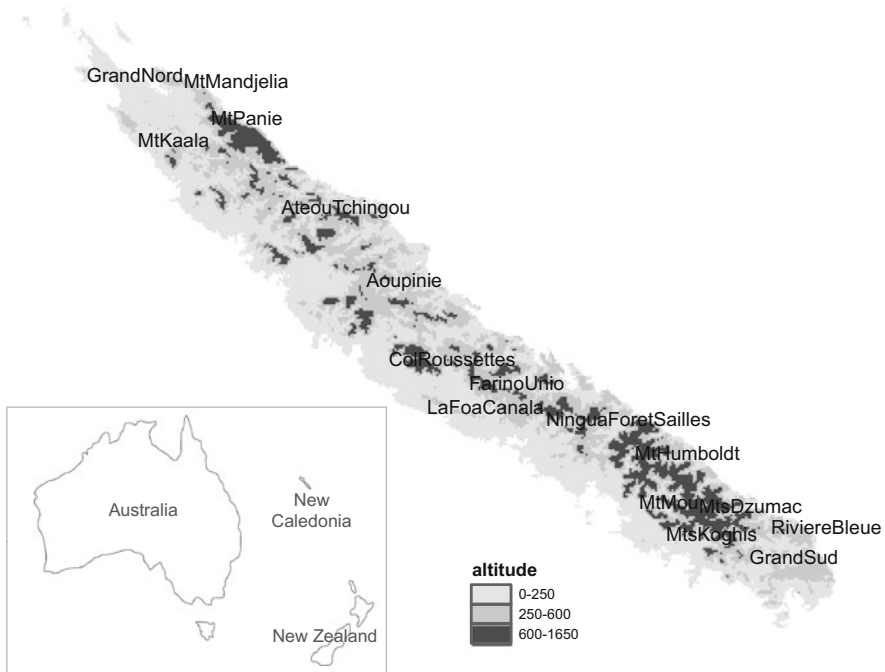 GrandNord
MtMandjelia
MtPanie
MtKaala
AteouTchingou
Aoupinie
ColRoussettes
FarinoUnio
LaFoaCanala
NinguaForetSailles
MtHumboldt
MtMou
MtsDzumac
RiviereBleue
MtsKoghis
GrandSud
Australia
New
Caledonia
New Zealand
altitude
0-250
250-600
600-1650